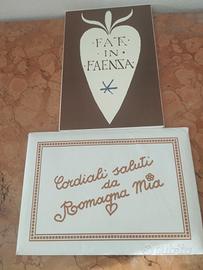 ·FAT·
·IN·
FAENZA·
Cordiali saluti
da
Romagna Mia